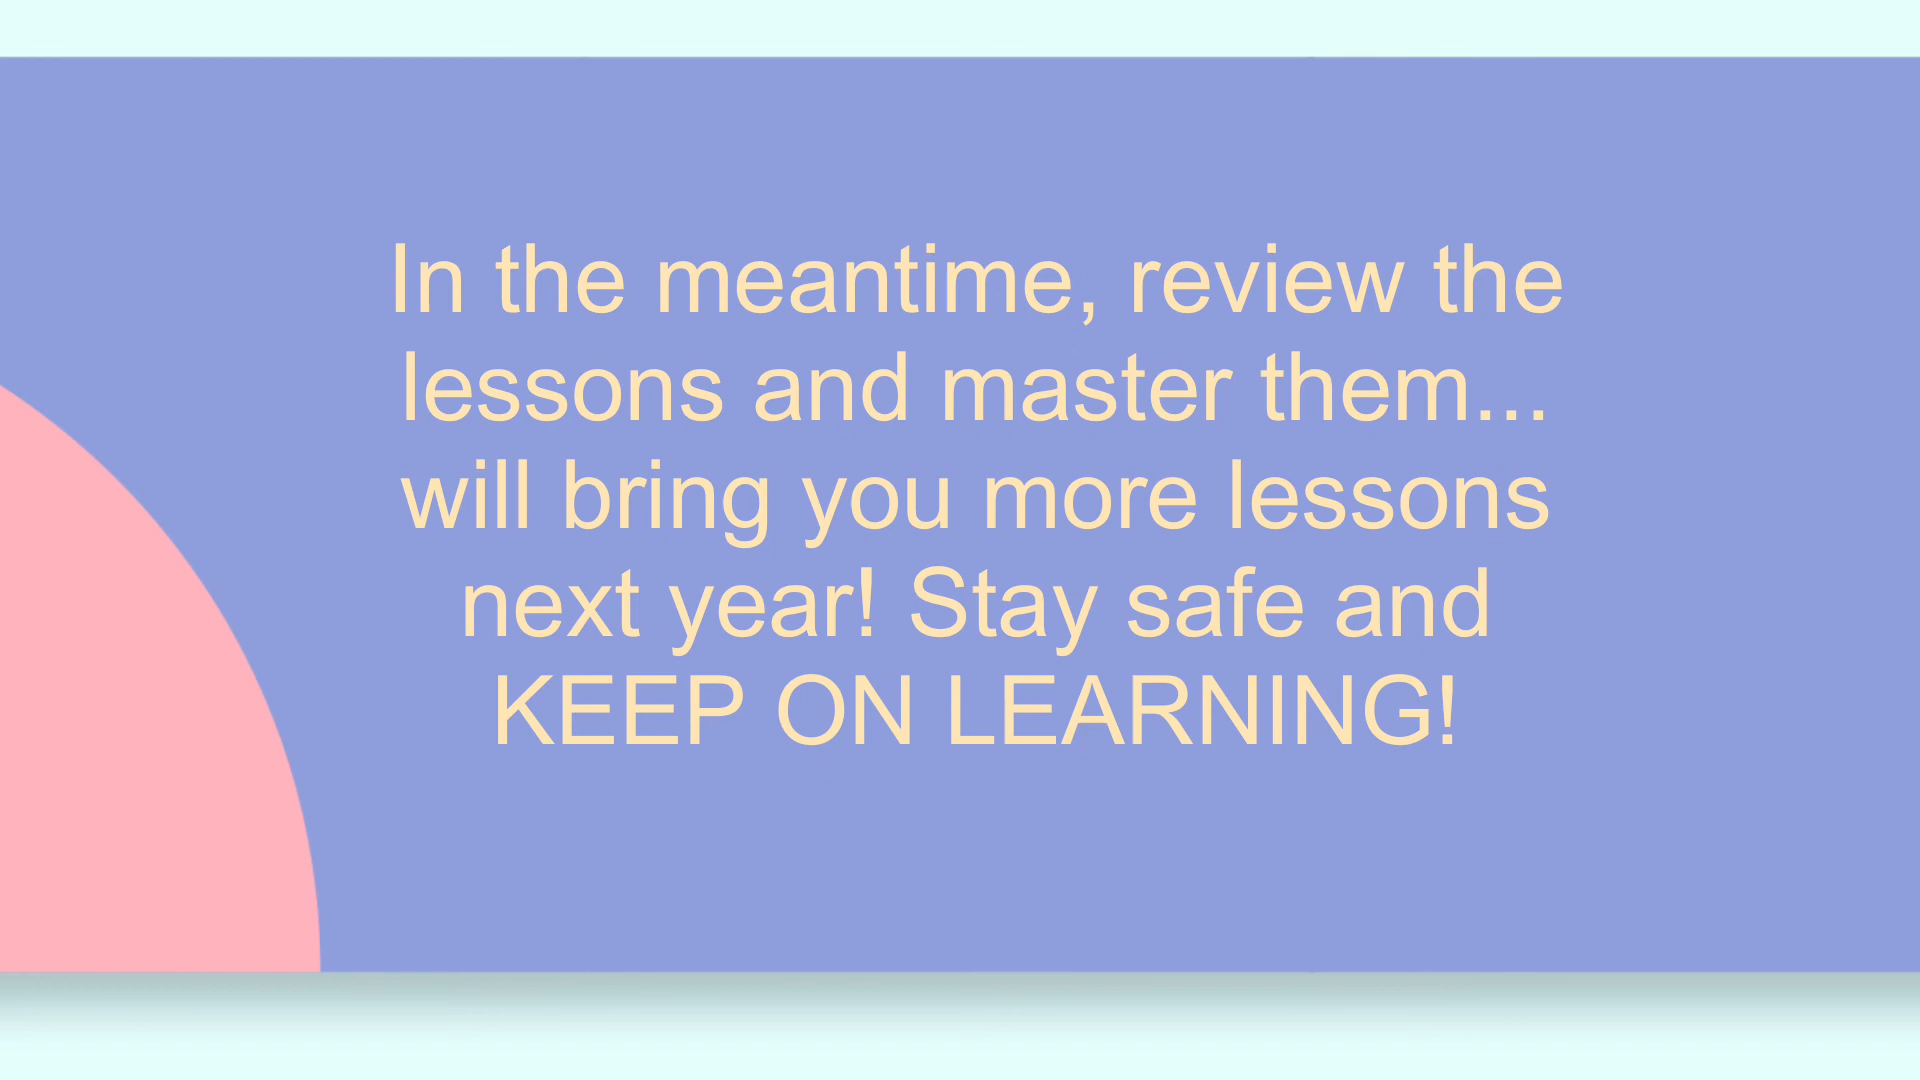 In the meantime, review the
lessons and master them...
will bring you more lessons
next year! Stay safe and
KEEP ON LEARNING!